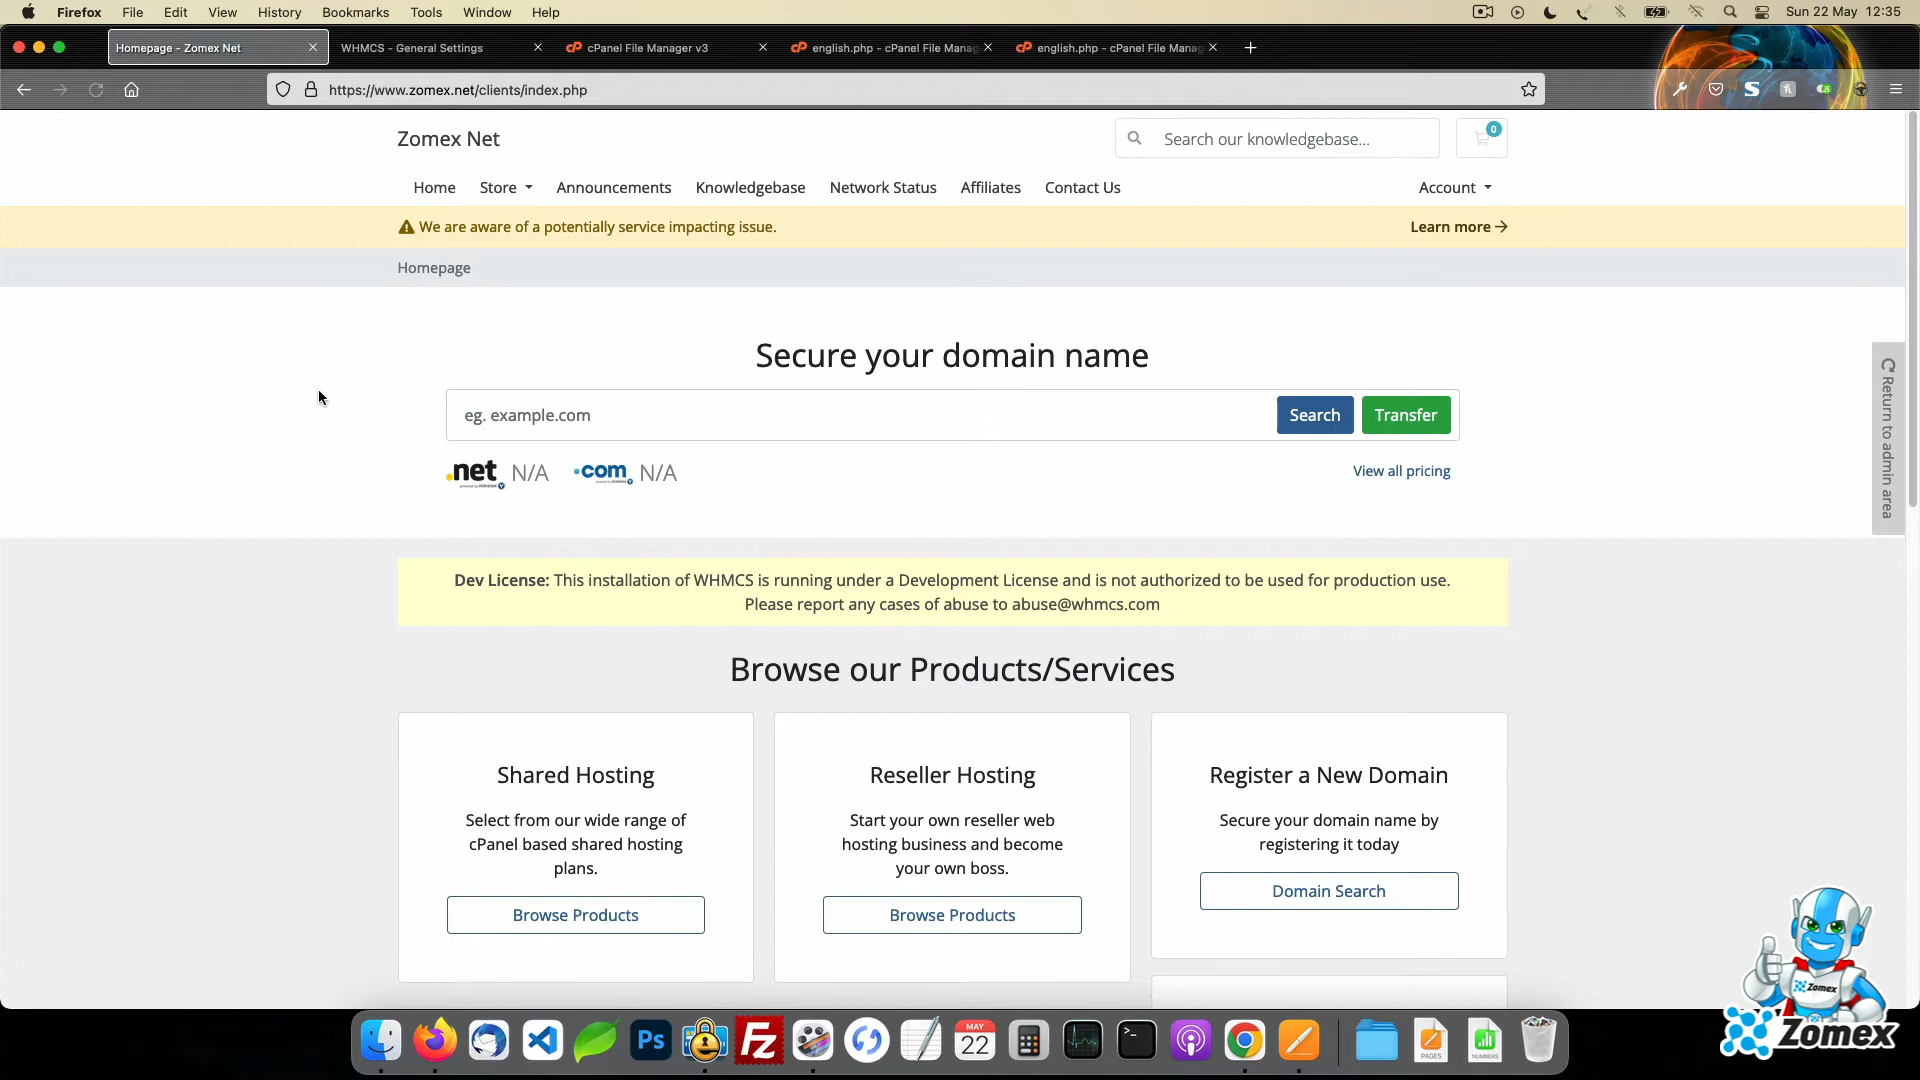 Firefox File Edit View History Bookmarks Tools Window Help
Sun 22 May 12:35
Homepage - Zomex Net
WHMCS - General Settings
cPanel File Manager v3
english.php - cPanel File Manag
english.php - cPanel File Manag
https://www.zomex.net/clients/index.php
Zomex Net
Search our knowledgebase...
0
Home Store Announcements Knowledgebase Network Status Affiliates Contact Us
Account
We are aware of a potentially service impacting issue.
Learn more
Homepage
Return to admin area
Secure your domain name
eg. example.com
Search
Transfer
.net N/A .com N/A
View all pricing
Dev License: This installation of WHMCS is running under a Development License and is not authorized to be used for production use.
Please report any cases of abuse to abuse@whmcs.com
Browse our Products/Services
Shared Hosting
Select from our wide range of
cPanel based shared hosting
plans.
Browse Products
Reseller Hosting
Start your own reseller web
hosting business and become
your own boss.
Browse Products
Register a New Domain
Secure your domain name by
registering it today
Domain Search
Zomex
Zomex
Ps
Fz
MAY
22
PAGES
NUMBERS